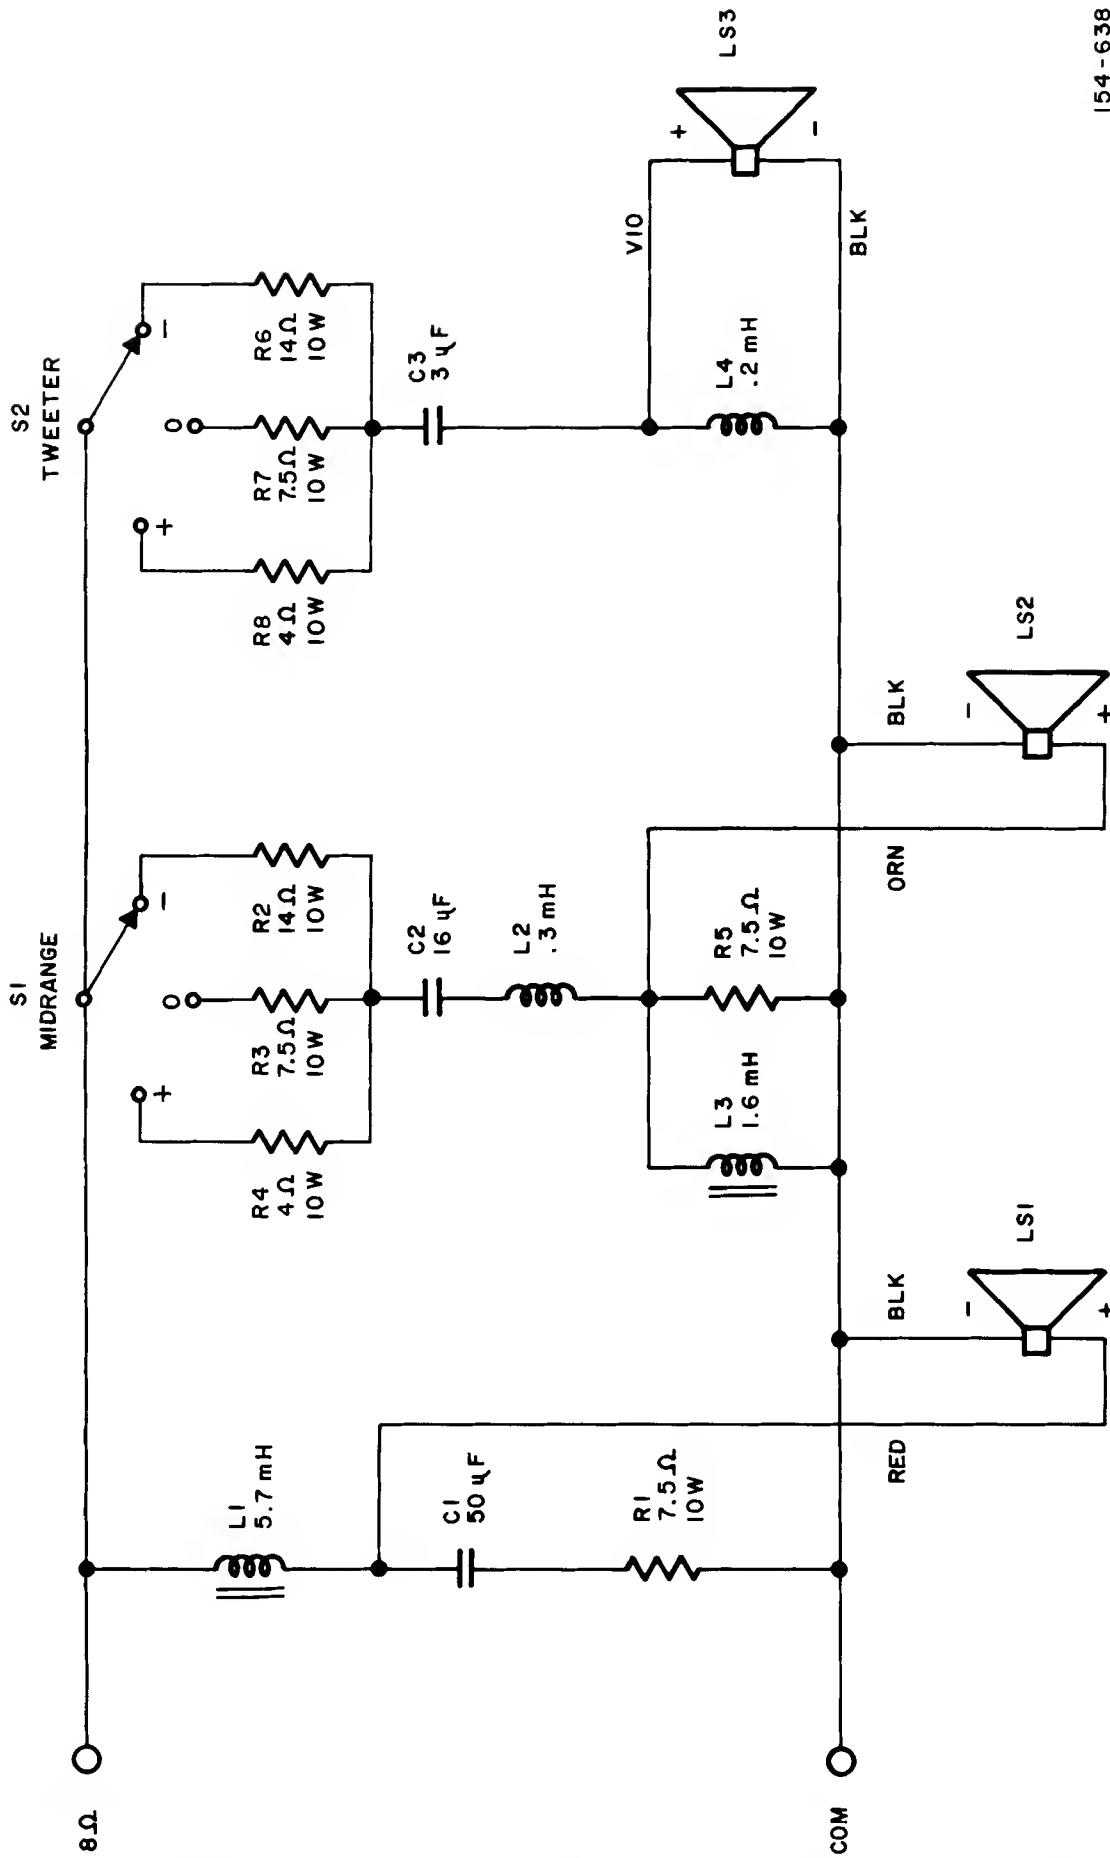 8Ω
COM
L1
5.7 mH
C1
50 μF
R1
7.5Ω
10W
RED
BLK
-
+
LS1
S1
MIDRANGE
+
O
-
R4
4Ω
10W
R3
7.5Ω
10W
R2
14Ω
10W
C2
16 μF
L2
.3 mH
L3
1.6 mH
R5
7.5Ω
10W
ORN
BLK
-
+
LS2
S2
TWEETER
+
O
-
R8
4Ω
10W
R7
7.5Ω
10W
R6
14Ω
10W
C3
3 μF
L4
.2 mH
VIO
BLK
+
-
LS3
154-638